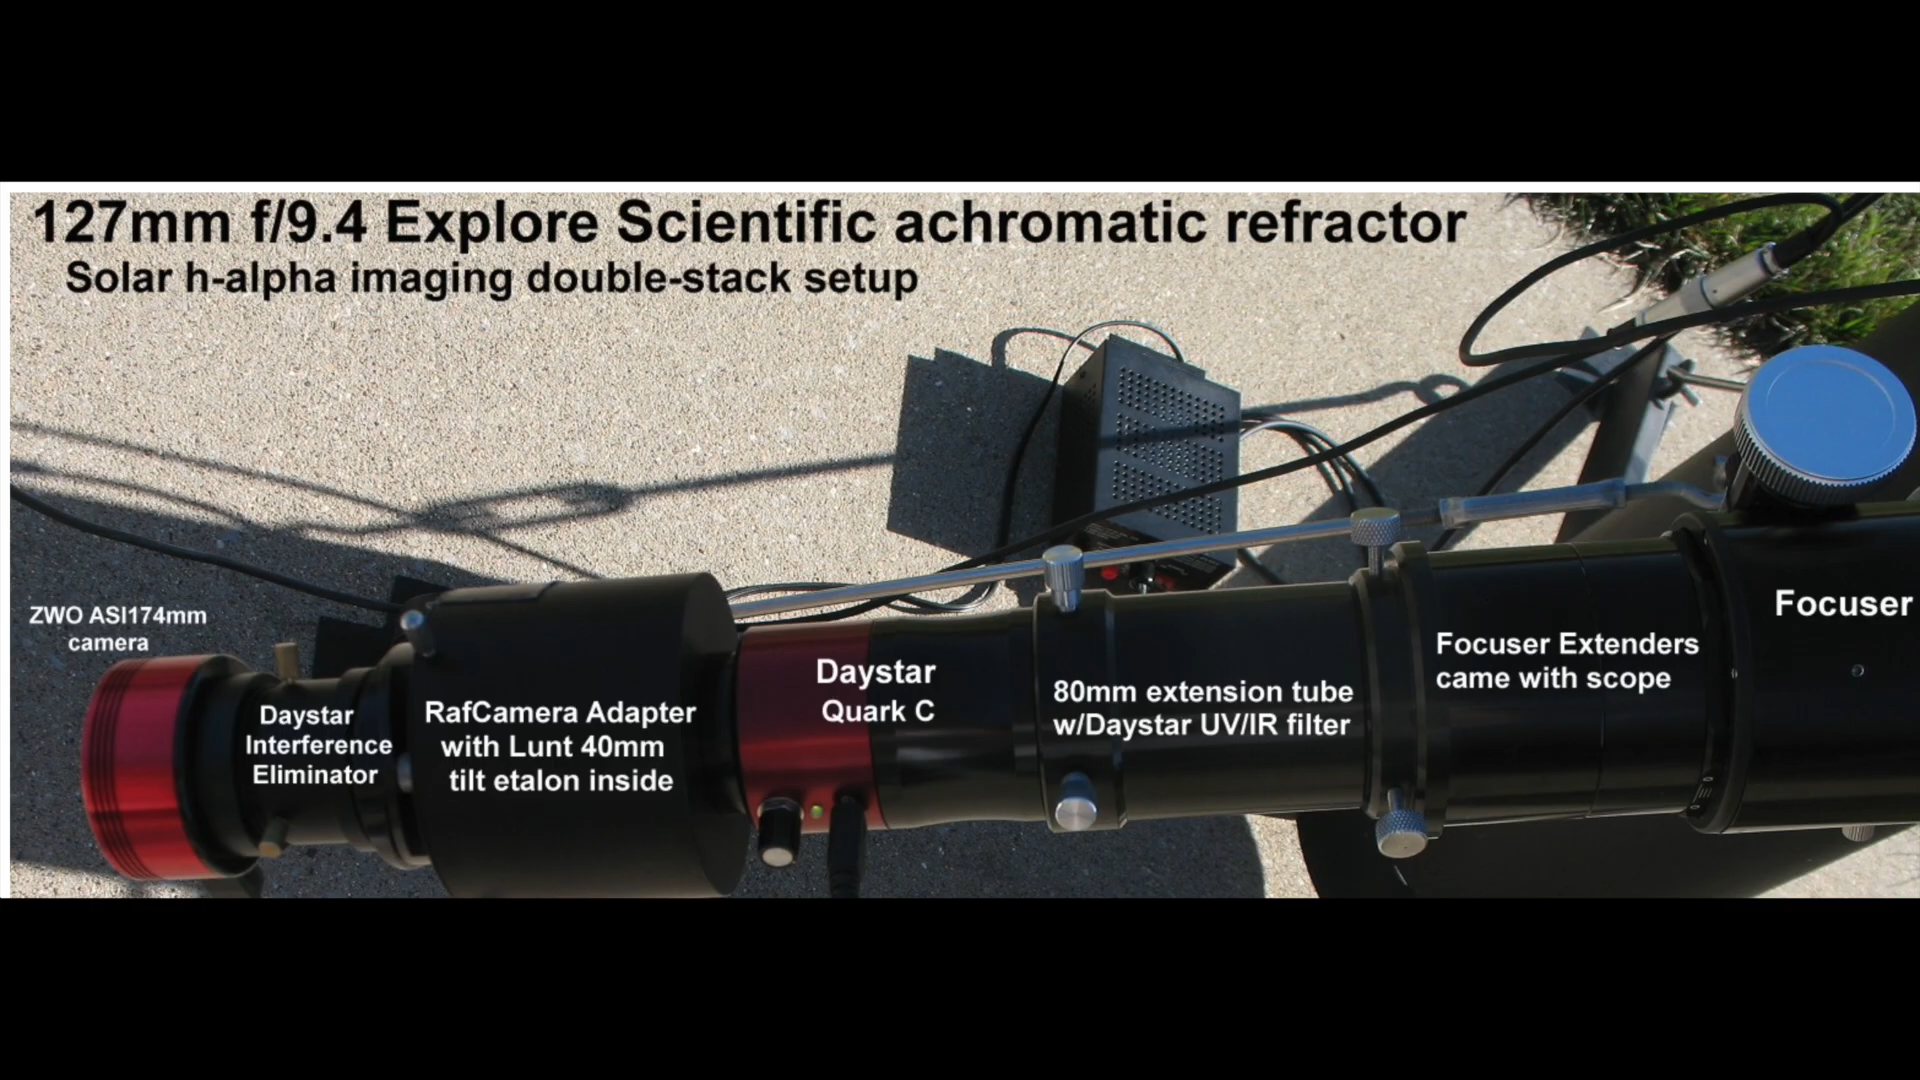 127mm f/9.4 Explore Scientific achromatic refractor
Solar h-alpha imaging double-stack setup
ZWO ASI174mm
camera
Daystar
Interference
Eliminator
RafCamera Adapter
with Lunt 40mm
tilt etalon inside
Daystar
Quark C
80mm extension tube
w/Daystar UV/IR filter
Focuser Extenders
came with scope
Focuser